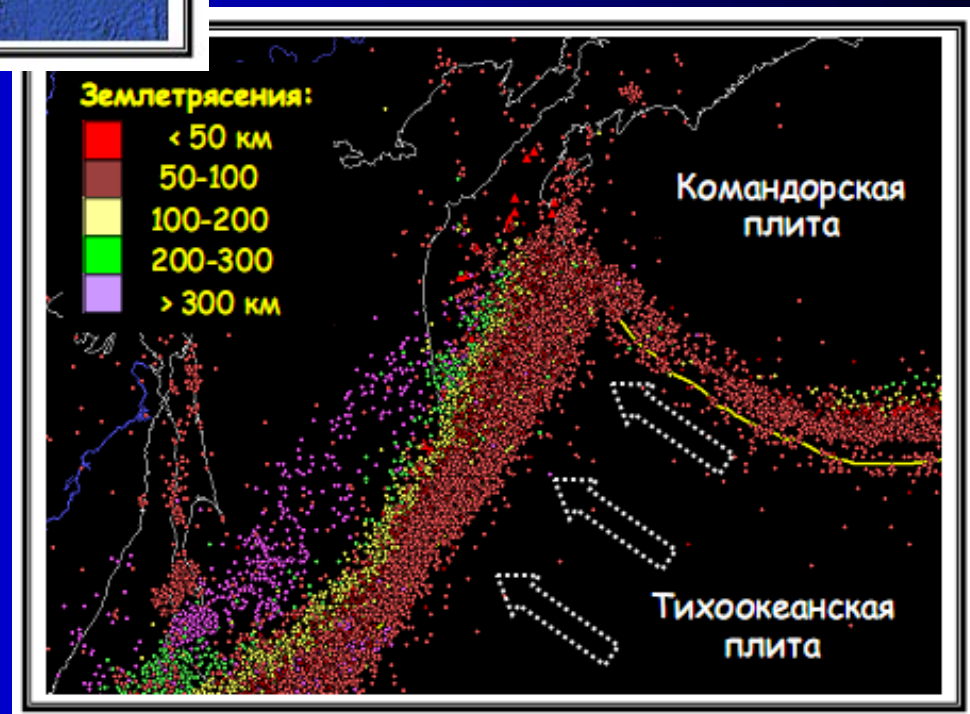 Землетрясения:
< 50 км
50-100
100-200
200-300
> 300 км
Командорская
плита
Тихоокеанская
плита